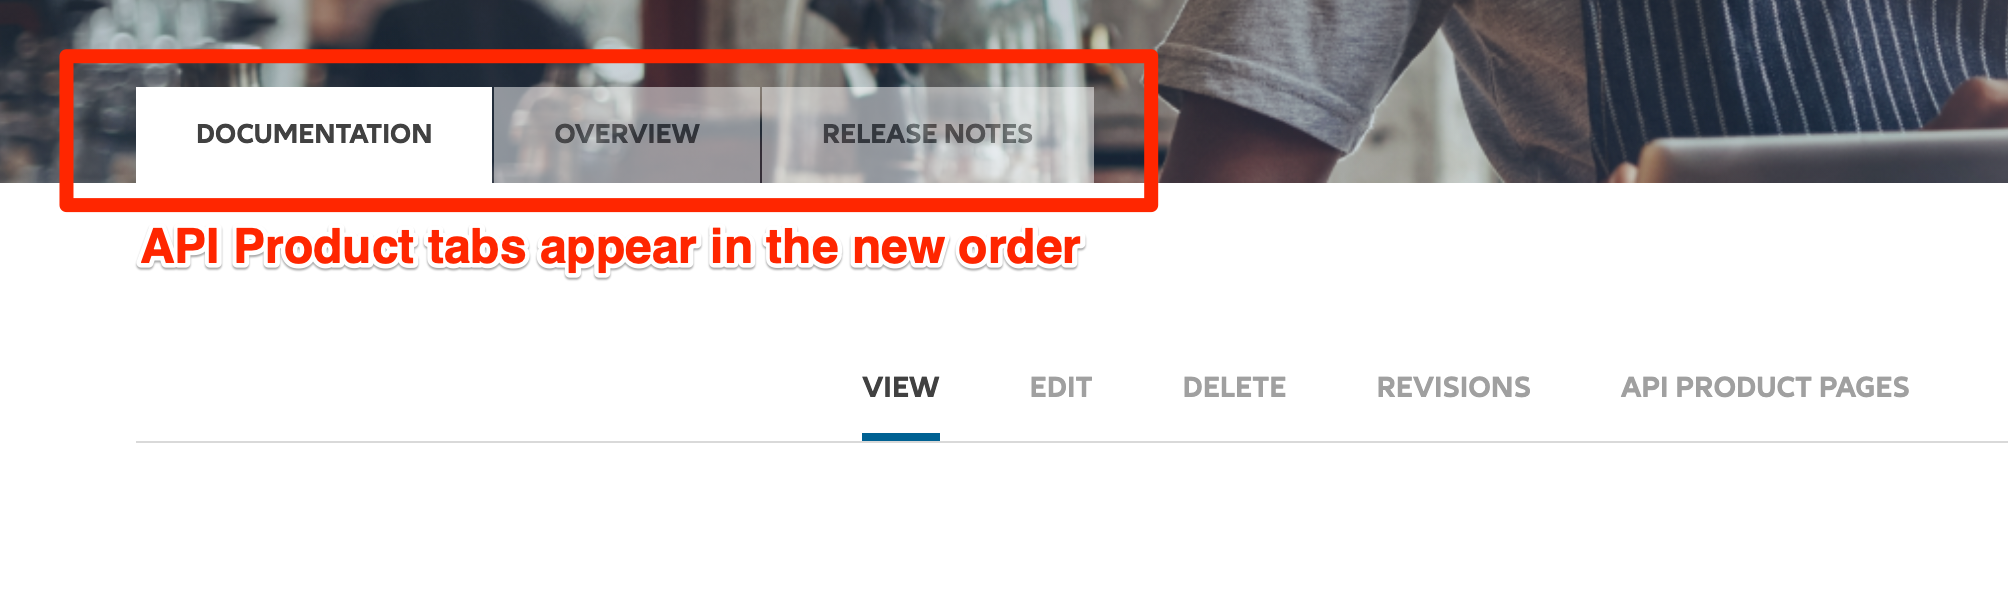 DOCUMENTATION OVERVIEW RELEASE NOTES
API Product tabs appear in the new order
VIEW EDIT DELETE REVISIONS API PRODUCT PAGES